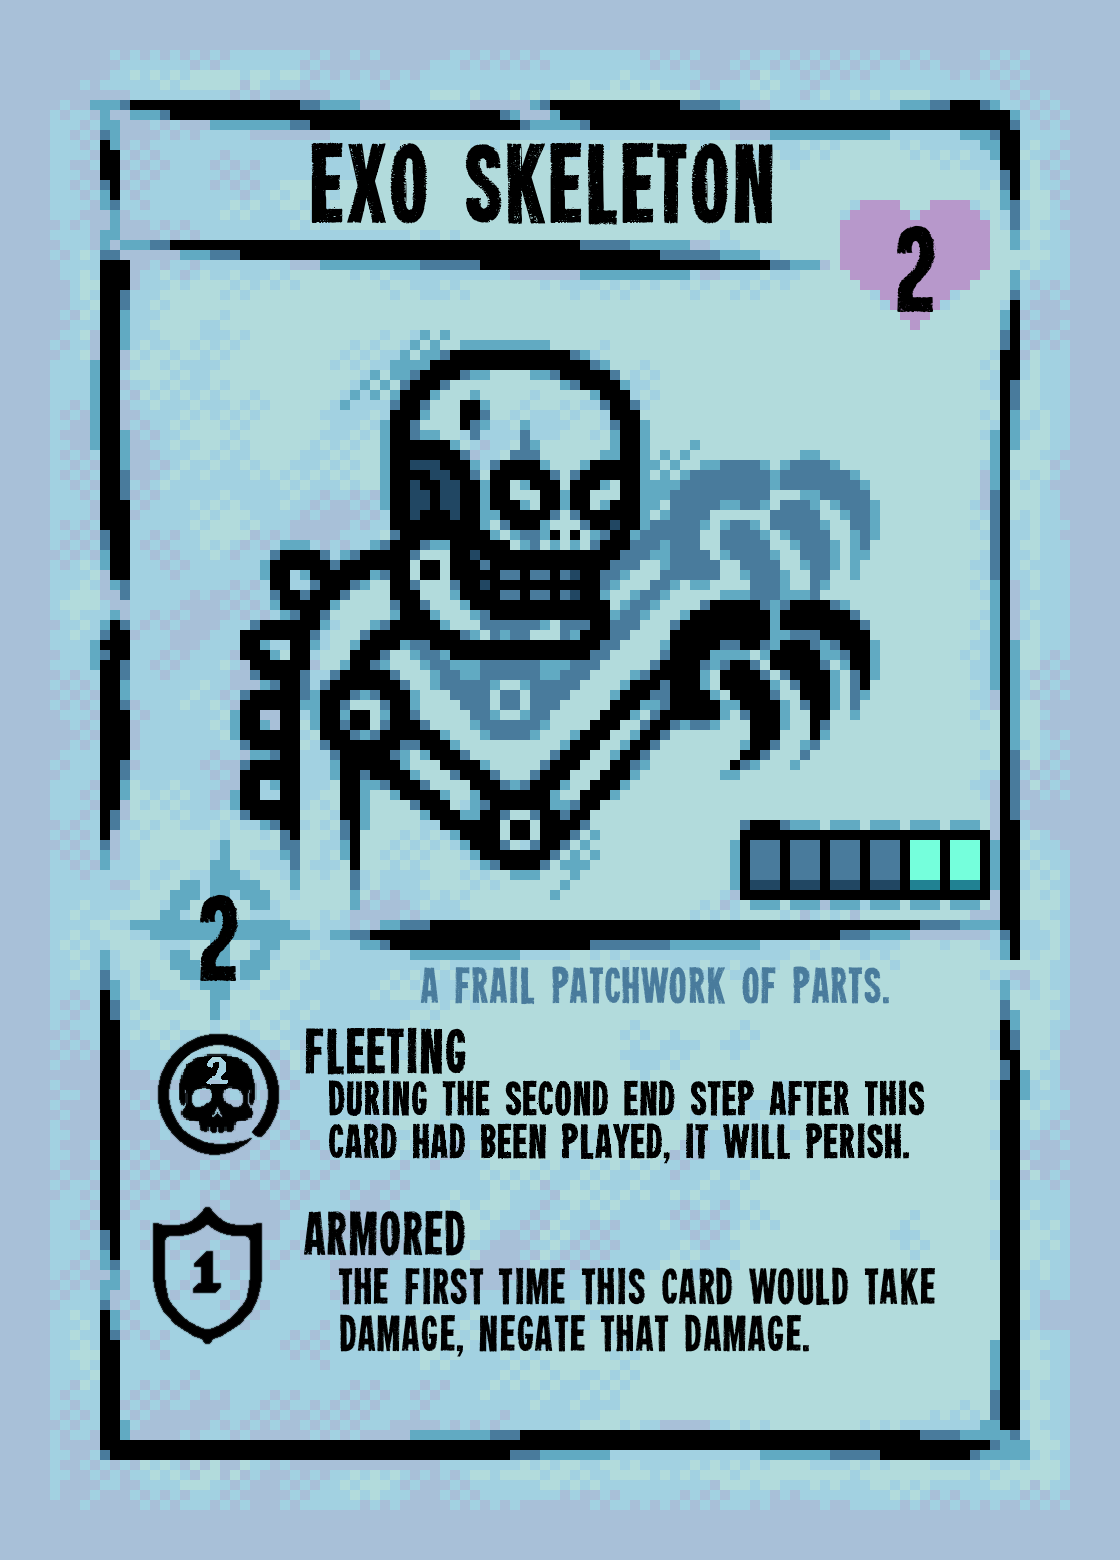 EXO SKELETON
2
2
A FRAIL PATCHWORK OF PARTS.
2
FLEETING
DURING THE SECOND END STEP AFTER THIS
CARD HAD BEEN PLAYED, IT WILL PERISH.
1
ARMORED
THE FIRST TIME THIS CARD WOULD TAKE
DAMAGE, NEGATE THAT DAMAGE.